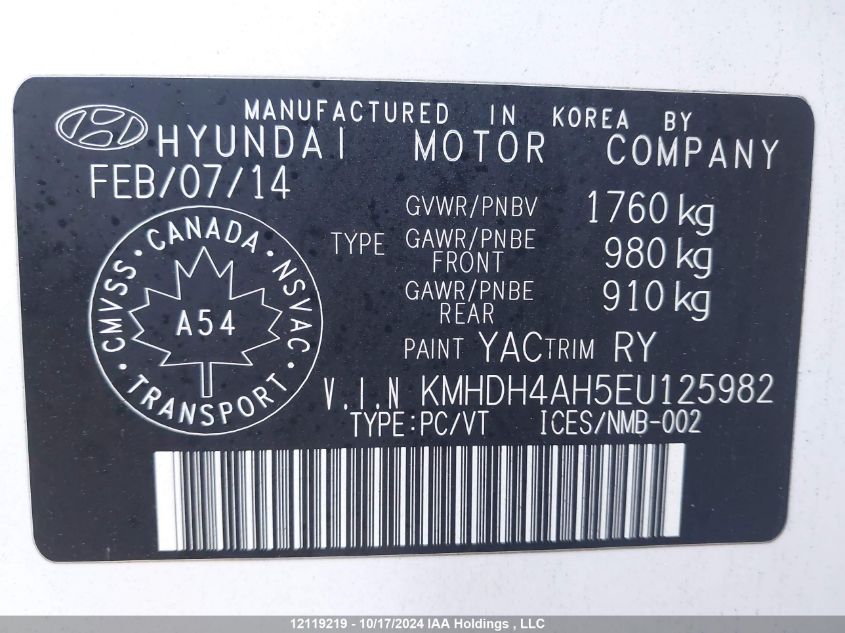 MANUFACTURED IN KOREA BY
HYUNDAI MOTOR COMPANY
FEB/07/14
GVWR/PNBV 1760 kg
TYPE GAWR/PNBE FRONT 980 kg
GAWR/PNBE REAR 910 kg
CMVSS · CANADA · NSVAC · TRANSPORT ·
A54
PAINT YAC TRIM RY
V.I.N KMHDH4AH5EU125982
TYPE:PC/VT ICES/NMB-002
12119219 - 10/17/2024 IAA Holdings , LLC